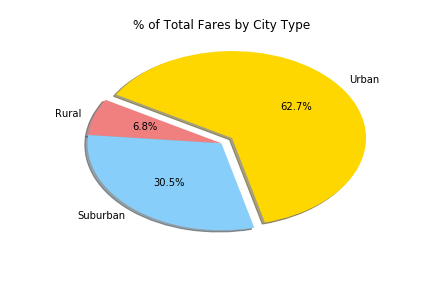 % of Total Fares by City Type
Urban
62.7%
Rural
6.8%
30.5%
Suburban